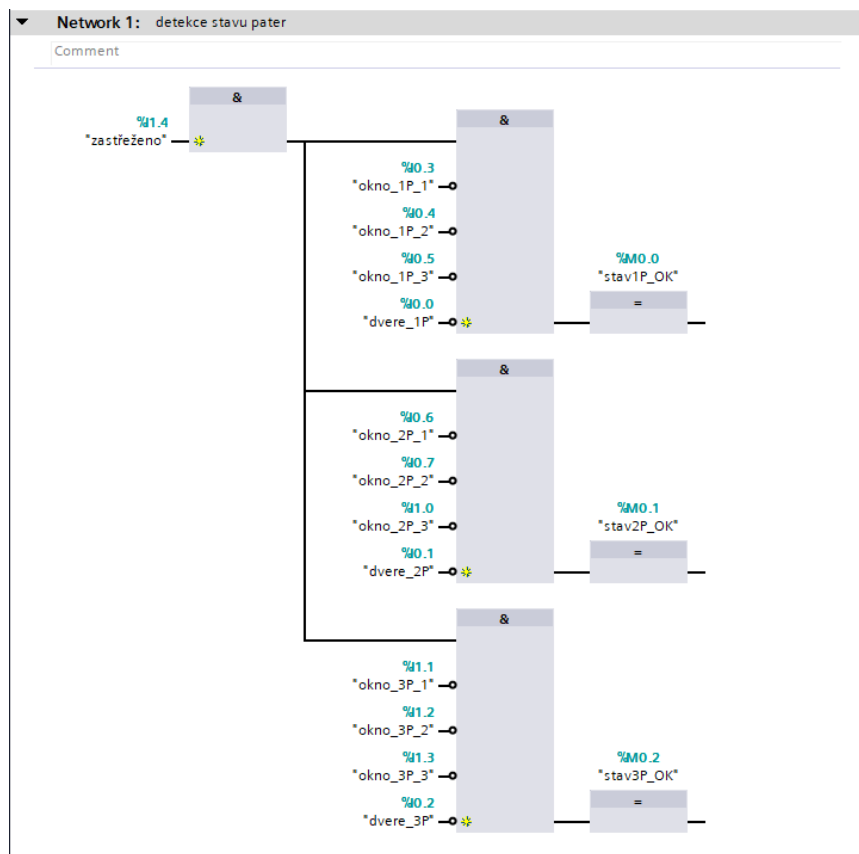 Network 1: detekce stavu pater
Comment
&
%I1.4
"zastřeženo"
&
%I0.3
"okno_1P_1"
%I0.4
"okno_1P_2"
%I0.5
"okno_1P_3"
%I0.0
"dvere_1P"
%M0.0
"stav1P_OK"
=
&
%I0.6
"okno_2P_1"
%I0.7
"okno_2P_2"
%I1.0
"okno_2P_3"
%I0.1
"dvere_2P"
%M0.1
"stav2P_OK"
=
&
%I1.1
"okno_3P_1"
%I1.2
"okno_3P_2"
%I1.3
"okno_3P_3"
%I0.2
"dvere_3P"
%M0.2
"stav3P_OK"
=